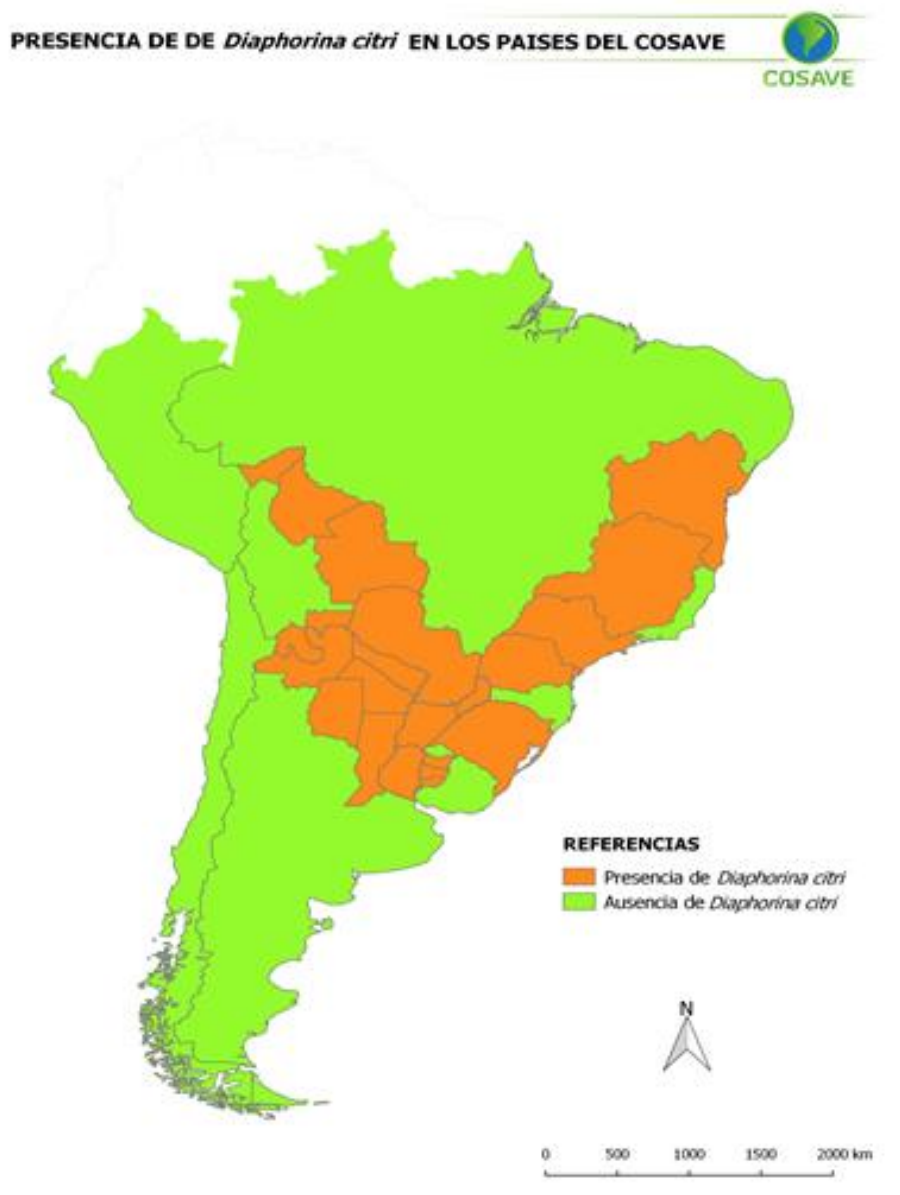 PRESENCIA DE DE Diaphorina citri EN LOS PAISES DEL COSAVE
COSAVE
REFERENCIAS
Presencia de Diaphorina citri
Ausencia de Diaphorina citri
N
0 500 1000 1500 2000 km